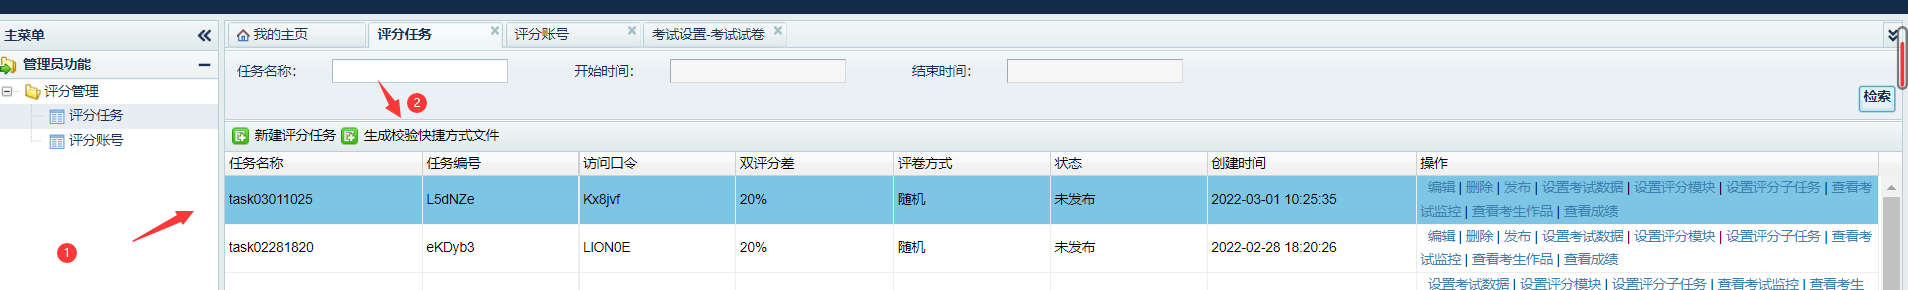 主菜单
管理员功能
评分管理
评分任务
评分账号
1
我的主页 评分任务 评分账号 考试设置-考试试卷
任务名称: 开始时间: 结束时间:
2
检索
新建评分任务 生成校验快捷方式文件
任务名称 任务编号 访问口令 双评分差 评卷方式 状态 创建时间 操作
task03011025 L5dNZe Kx8jvf 20% 随机 未发布 2022-03-01 10:25:35 编辑 | 删除 | 发布 | 设置考试数据 | 设置评分模块 | 设置评分子任务 | 查看考
试监控 | 查看考生作品 | 查看成绩
task02281820 eKDyb3 LION0E 20% 随机 未发布 2022-02-28 18:20:26 编辑 | 删除 | 发布 | 设置考试数据 | 设置评分模块 | 设置评分子任务 | 查看考
试监控 | 查看考生作品 | 查看成绩
设置考试数据 | 设置评分模块 | 设置评分子任务 | 查看考试监控 | 查看考生